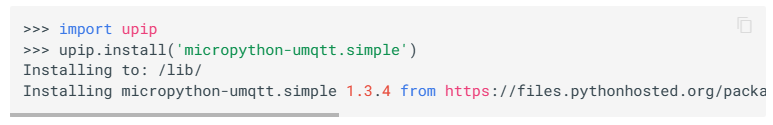 >>> import upip
>>> upip.install('micropython-umqtt.simple')
Installing to: /lib/
Installing micropython-umqtt.simple 1.3.4 from https://files.pythonhosted.org/packa